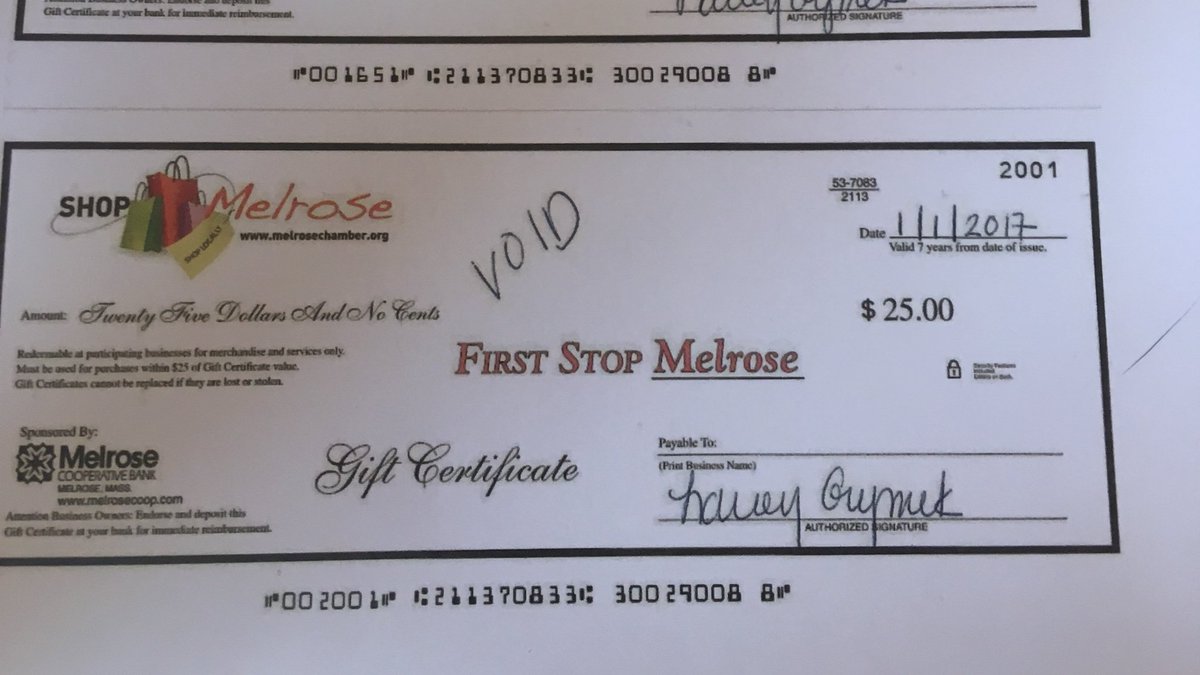 Gift Certificate at your bank for immediate reimbursement.
AUTHORIZED SIGNATURE
⑈001651⑈ ⑆211370833⑆ 30029008 8⑈
2001
SHOP Melrose
SHOP LOCALLY
www.melrosechamber.org
VOID
53-7083
2113
Date 1/1/2017
Valid 7 years from date of issue.
Amount: Twenty Five Dollars And No Cents
$ 25.00
Redeemable at participating businesses for merchandise and services only.
Must be used for purchases within $25 of Gift Certificate value.
Gift Certificates cannot be replaced if they are lost or stolen.
FIRST STOP Melrose
Security Features
Included.
Details on Back.
Sponsored By:
Melrose
COOPERATIVE BANK
MELROSE, MASS.
www.melrosecoop.com
Gift Certificate
Payable To:
(Print Business Name)
AUTHORIZED SIGNATURE
Attention Business Owners: Endorse and deposit this
Gift Certificate at your bank for immediate reimbursement.
⑈002001⑈ ⑆211370833⑆ 30029008 8⑈